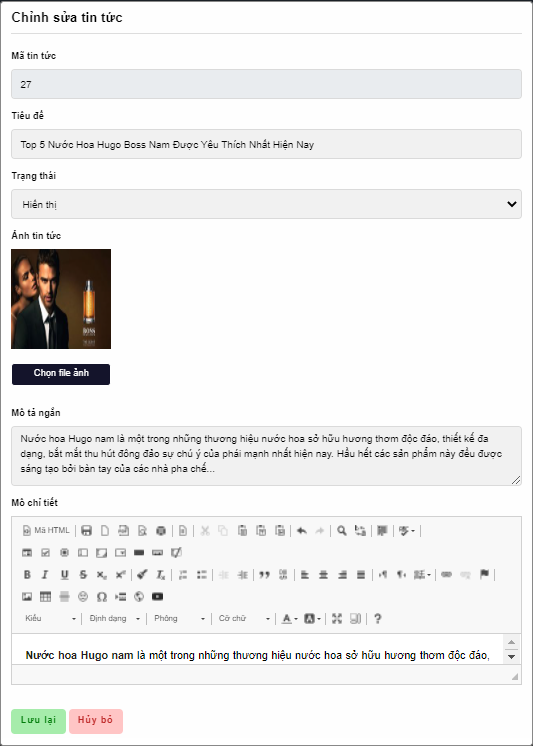 Chỉnh sửa tin tức
Mã tin tức
27
Tiêu đề
Top 5 Nước Hoa Hugo Boss Nam Được Yêu Thích Nhất Hiện Nay
Trạng thái
Hiển thị
Ảnh tin tức
BOSS
Chọn file ảnh
Mô tả ngắn
Nước hoa Hugo nam là một trong những thương hiệu nước hoa sở hữu hương thơm độc đáo, thiết kế đa
dạng, bắt mắt thu hút đông đảo sự chú ý của phái mạnh nhất hiện nay. Hầu hết các sản phẩm này đều được
sáng tạo bởi bàn tay của các nhà pha chế...
Mô chi tiết
Mã HTML
B I U S x₂ x² Tx
Kiểu Định dạng Phông Cỡ chữ A A ?
Nước hoa Hugo nam là một trong những thương hiệu nước hoa sở hữu hương thơm độc đáo,
Lưu lại Hủy bỏ